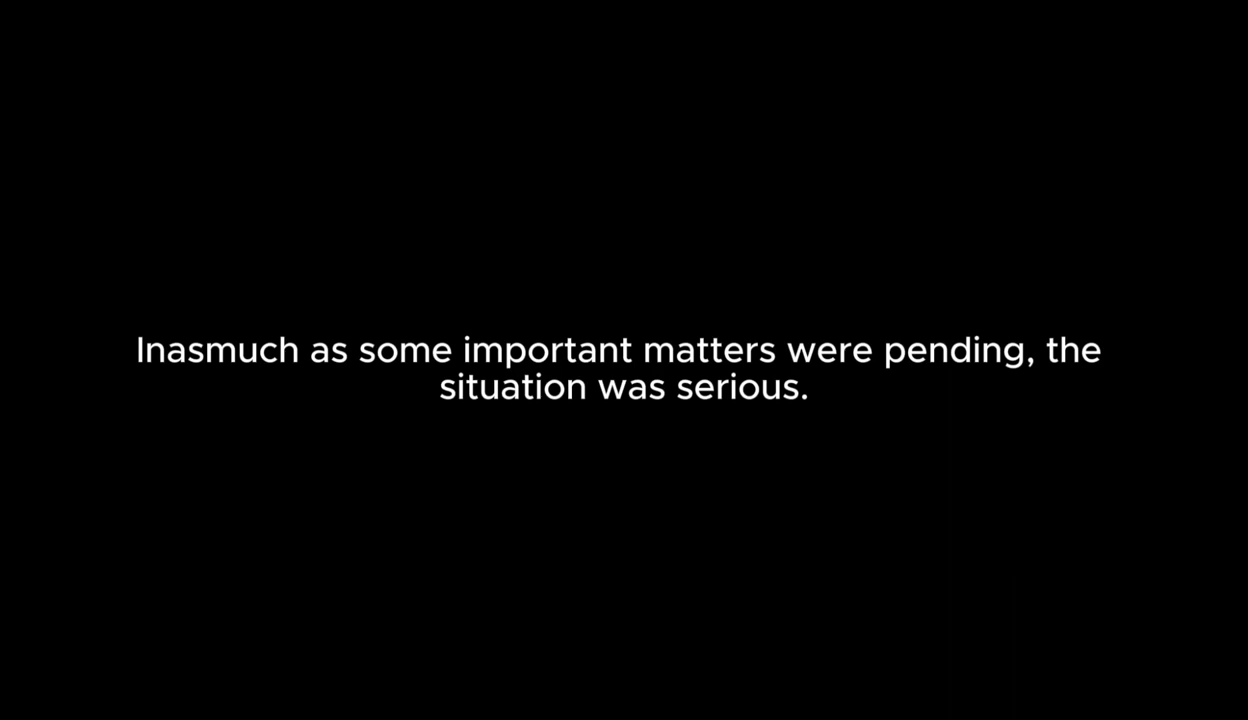 Inasmuch as some important matters were pending, the
situation was serious.